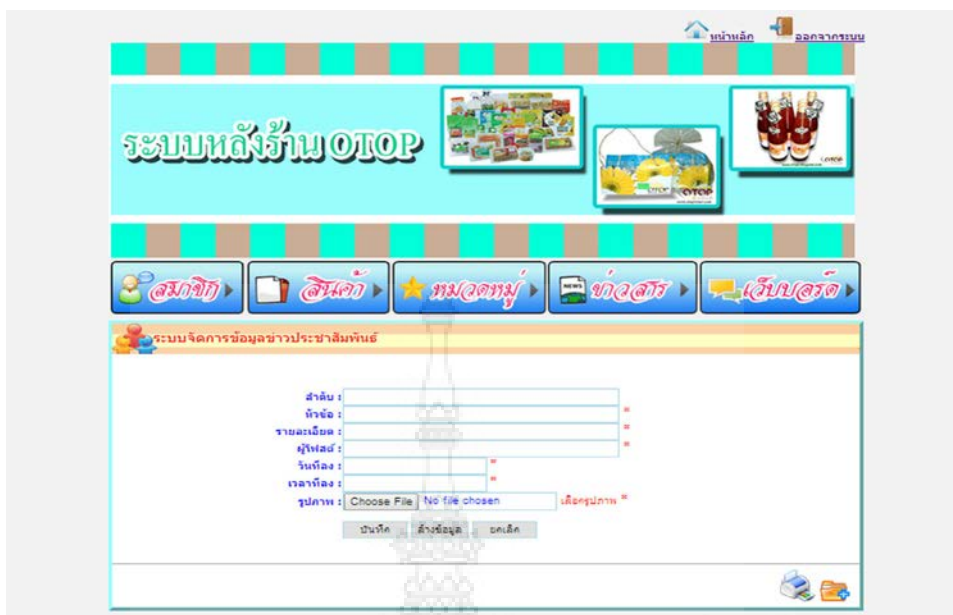 หน้าหลัก ออกจากระบบ
ระบบหลังร้าน OTOP
สมาชิก สินค้า หมวดหมู่ ข่าวสาร เว็บบอร์ด
ระบบจัดการข้อมูลข่าวประชาสัมพันธ์
ลำดับ :
หัวข้อ : *
รายละเอียด : *
ผู้โพสต์ : *
วันที่ลง : *
เวลาที่ลง : *
รูปภาพ : Choose File No file chosen เลือกรูปภาพ *
บันทึก ล้างข้อมูล ยกเลิก